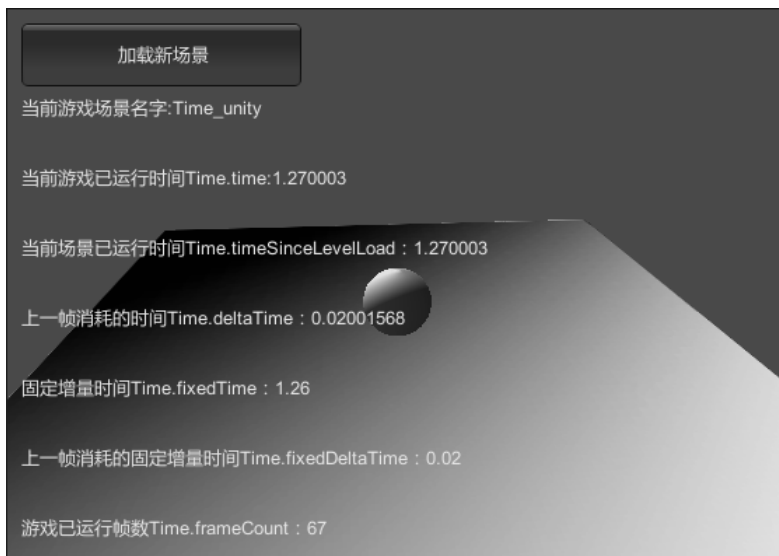 加载新场景
当前游戏场景名字:Time_unity
当前游戏已运行时间Time.time:1.270003
当前场景已运行时间Time.timeSinceLevelLoad：1.270003
上一帧消耗的时间Time.deltaTime：0.02001568
固定增量时间Time.fixedTime：1.26
上一帧消耗的固定增量时间Time.fixedDeltaTime：0.02
游戏已运行帧数Time.frameCount：67